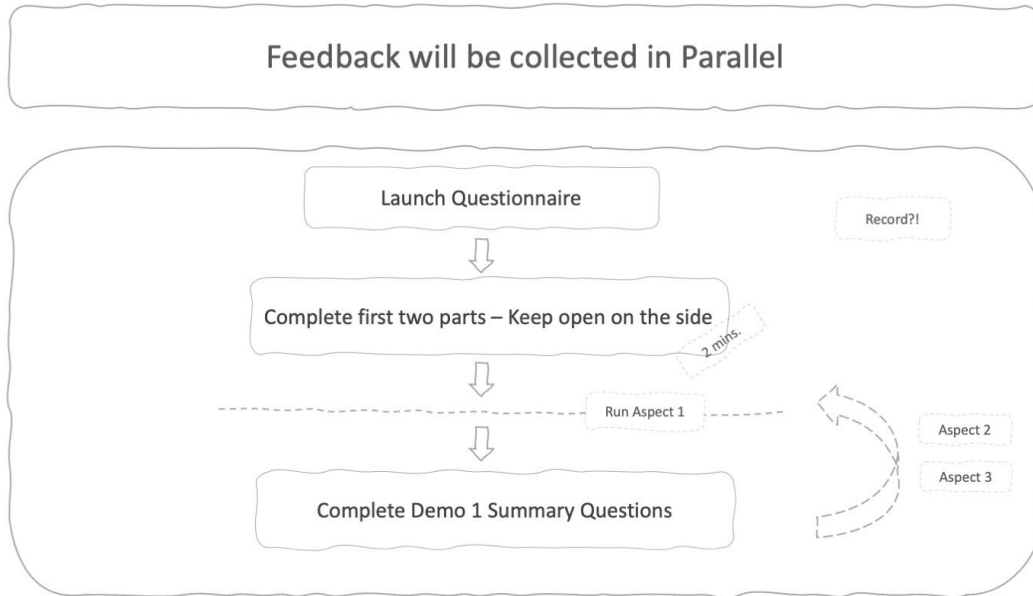 Feedback will be collected in Parallel
Launch Questionnaire
Record?!
Complete first two parts – Keep open on the side
2 mins.
Run Aspect 1
Aspect 2
Aspect 3
Complete Demo 1 Summary Questions